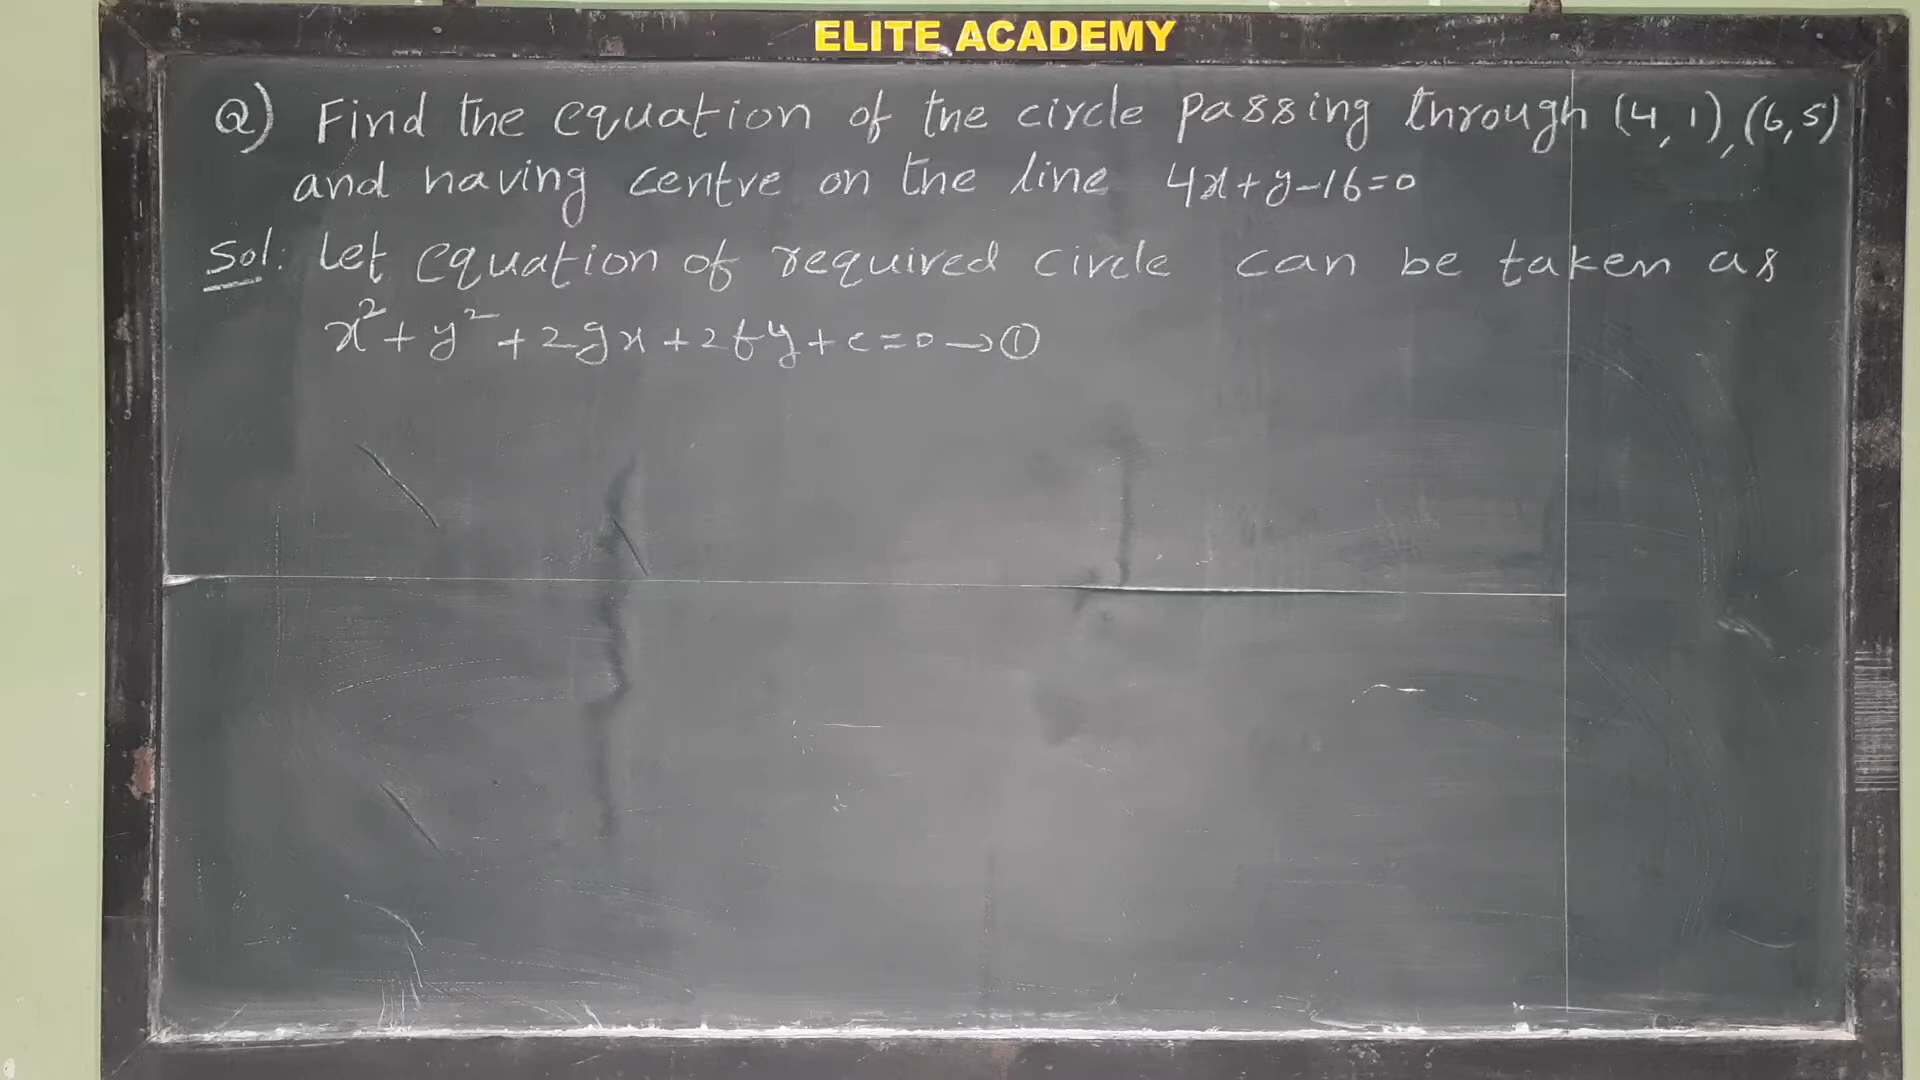 ELITE ACADEMY
Q) Find the equation of the circle passing through (4, 1), (6, 5)
and having centre on the line 4x+y-16=0
Sol: Let equation of required circle can be taken as
x²+y²+2gx+2fy+c=0→①